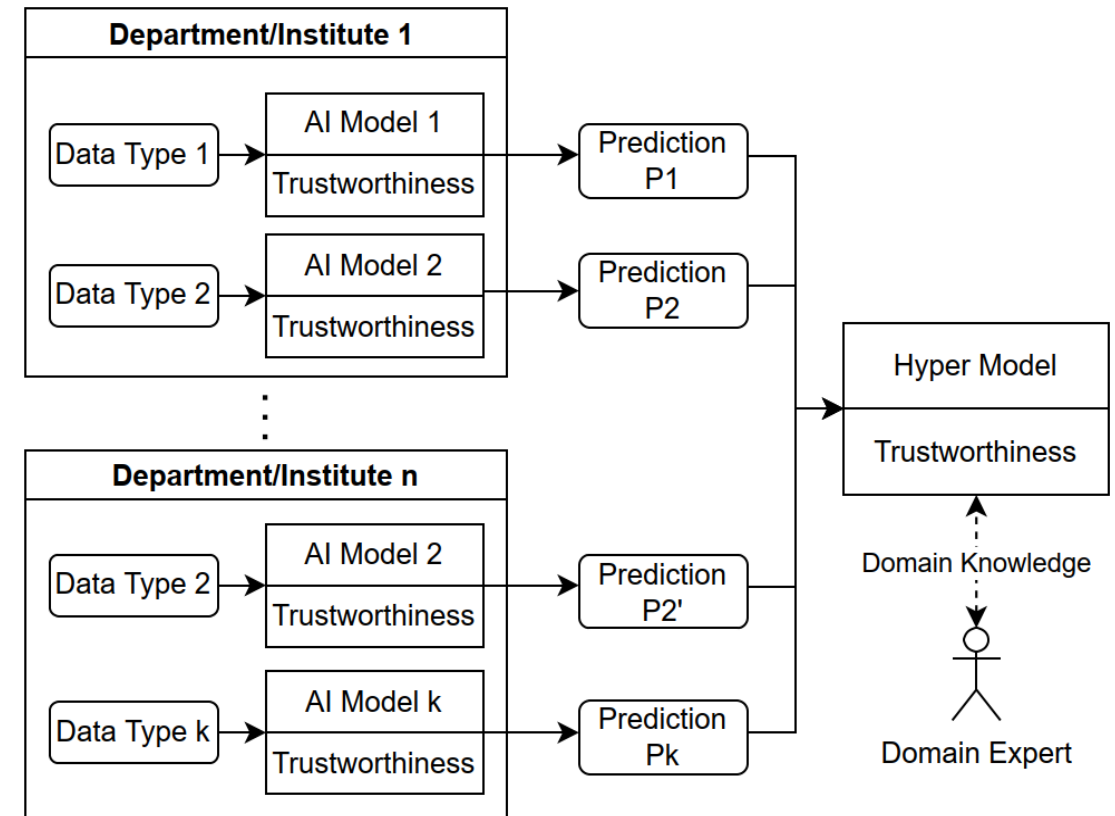 Department/Institute 1
Data Type 1
AI Model 1
Trustworthiness
Prediction
P1
Data Type 2
AI Model 2
Trustworthiness
Prediction
P2
Department/Institute n
Data Type 2
AI Model 2
Trustworthiness
Prediction
P2'
Data Type k
AI Model k
Trustworthiness
Prediction
Pk
Hyper Model
Trustworthiness
Domain Knowledge
Domain Expert